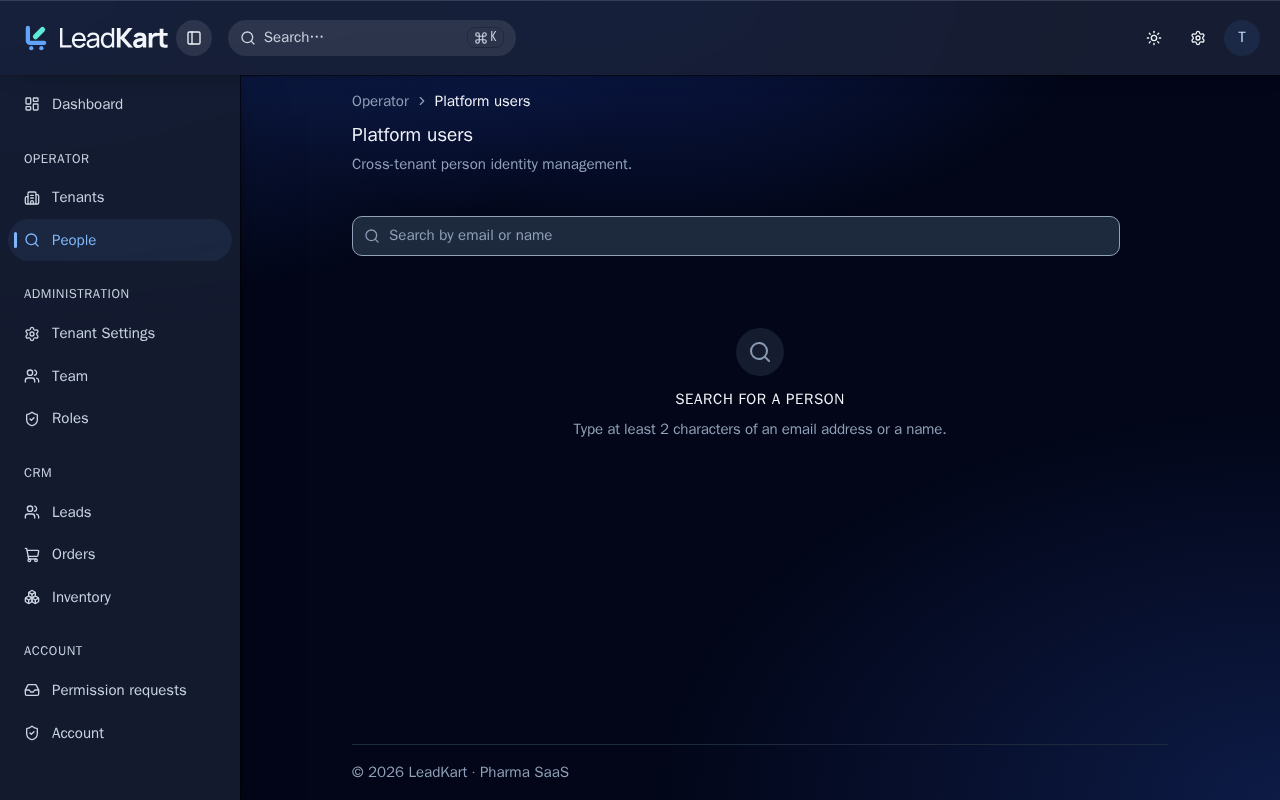 LeadKart
Search…
⌘K
T
Dashboard
OPERATOR
Tenants
People
ADMINISTRATION
Tenant Settings
Team
Roles
CRM
Leads
Orders
Inventory
ACCOUNT
Permission requests
Account
Operator > Platform users
Platform users
Cross-tenant person identity management.
Search by email or name
SEARCH FOR A PERSON
Type at least 2 characters of an email address or a name.
© 2026 LeadKart · Pharma SaaS